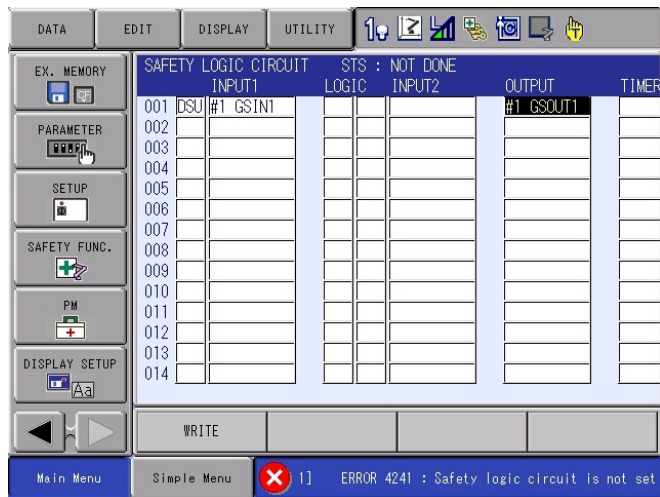 DATA EDIT DISPLAY UTILITY
EX. MEMORY
CF
PARAMETER
SETUP
SAFETY FUNC.
PM
DISPLAY SETUP
Aa
SAFETY LOGIC CIRCUIT STS : NOT DONE
INPUT1 LOGIC INPUT2 OUTPUT TIMER
001 DSU #1 GSIN1 #1 GSOUT1
002
003
004
005
006
007
008
009
010
011
012
013
014
WRITE
Main Menu Simple Menu 1] ERROR 4241 : Safety logic circuit is not set